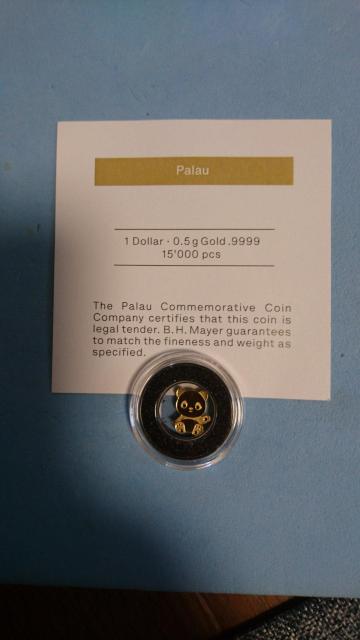 Palau
1 Dollar · 0.5 g Gold .9999
15'000 pcs
The Palau Commemorative Coin
Company certifies that this coin is
legal tender. B. H. Mayer guarantees
to match the fineness and weight as
specified.